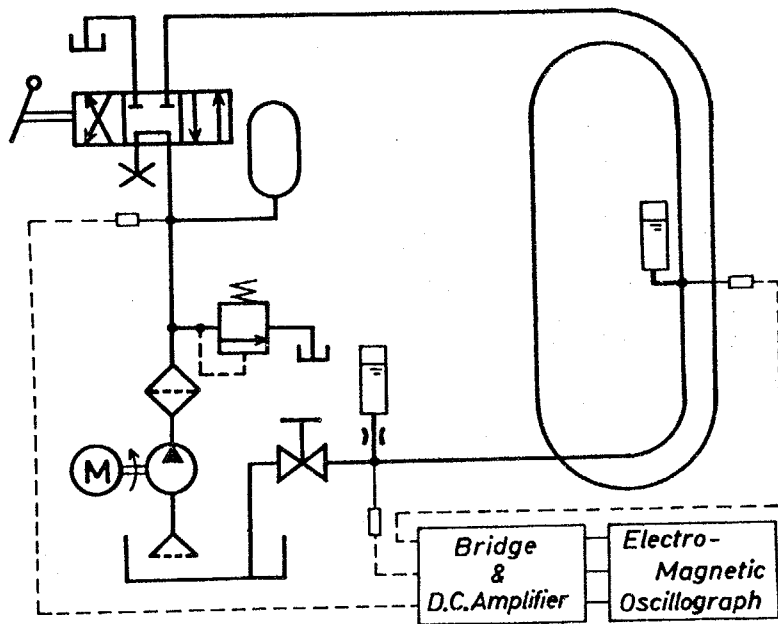 M
Bridge
&
D.C. Amplifier
Electro-
Magnetic
Oscillograph